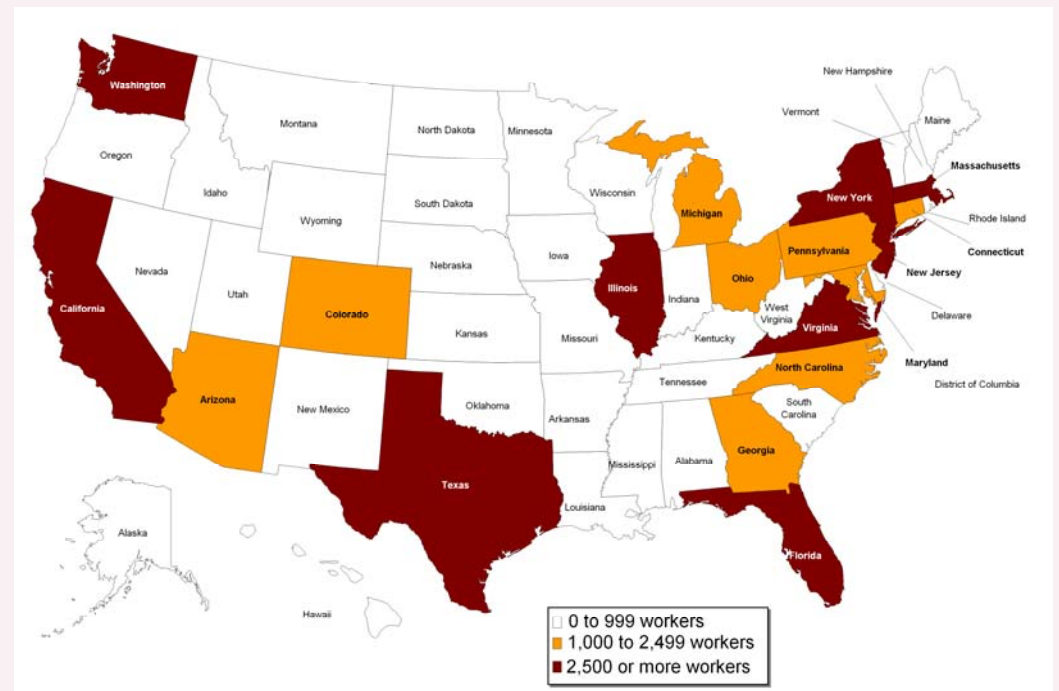 New Hampshire
Washington
Vermont
Montana
North Dakota
Minnesota
Maine
Oregon
Massachusetts
Idaho
Wisconsin
New York
South Dakota
Michigan
Wyoming
Rhode Island
Pennsylvania
Connecticut
Iowa
Nebraska
New Jersey
Nevada
Ohio
Illinois
Utah
Indiana
California
West
Virginia
Delaware
Colorado
Virginia
Kansas
Missouri
Kentucky
Maryland
North Carolina
Tennessee
District of Columbia
Arizona
South
Carolina
New Mexico
Oklahoma
Arkansas
Georgia
Mississippi
Alabama
Texas
Louisiana
Alaska
Florida
Hawaii
0 to 999 workers
1,000 to 2,499 workers
2,500 or more workers